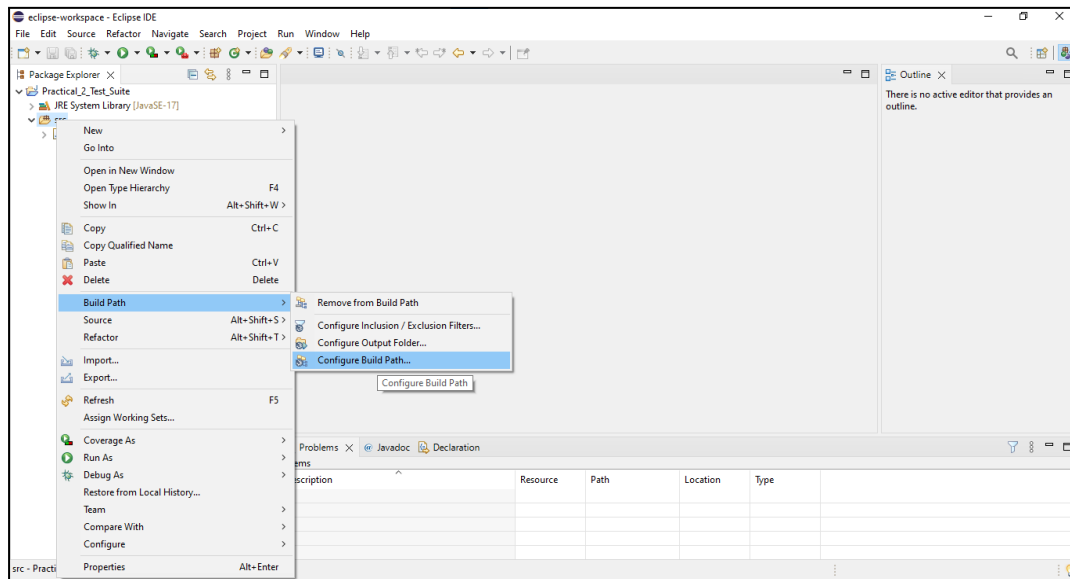 eclipse-workspace - Eclipse IDE
File Edit Source Refactor Navigate Search Project Run Window Help
Package Explorer
Practical_2_Test_Suite
JRE System Library [JavaSE-17]
src
New
Go Into
Open in New Window
Open Type Hierarchy F4
Show In Alt+Shift+W >
Copy Ctrl+C
Copy Qualified Name
Paste Ctrl+V
Delete Delete
Build Path
Source Alt+Shift+S >
Refactor Alt+Shift+T >
Import...
Export...
Refresh F5
Assign Working Sets...
Coverage As
Run As
Debug As
Restore from Local History...
Team
Compare With
Configure
Properties Alt+Enter
Remove from Build Path
Configure Inclusion / Exclusion Filters...
Configure Output Folder...
Configure Build Path...
Configure Build Path
Outline
There is no active editor that provides an
outline.
Problems @ Javadoc Declaration
ems
escription Resource Path Location Type
src - Practi